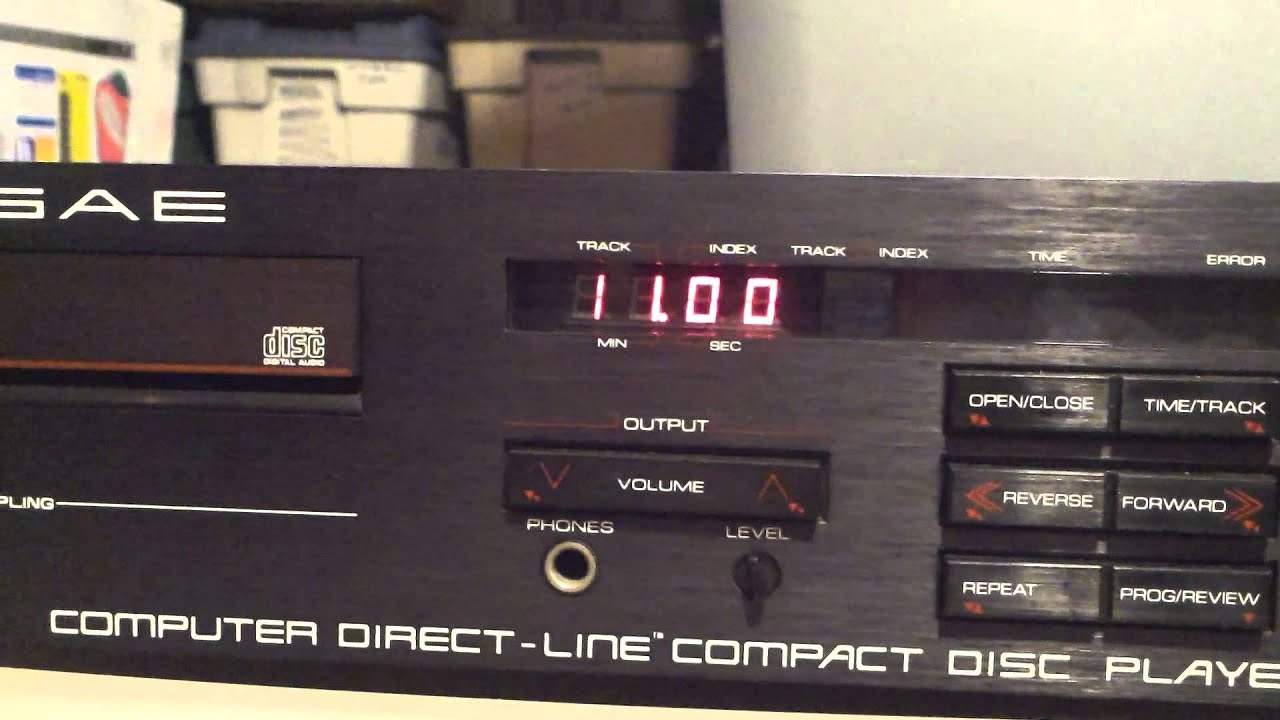 SAE
TRACK INDEX TRACK INDEX TIME ERROR
11.00
MIN SEC
COMPACT
disc
DIGITAL AUDIO
OUTPUT
VOLUME
PHONES LEVEL
OPEN/CLOSE TIME/TRACK
REVERSE FORWARD
REPEAT PROG/REVIEW
PLING
COMPUTER DIRECT-LINE™ COMPACT DISC PLAYE